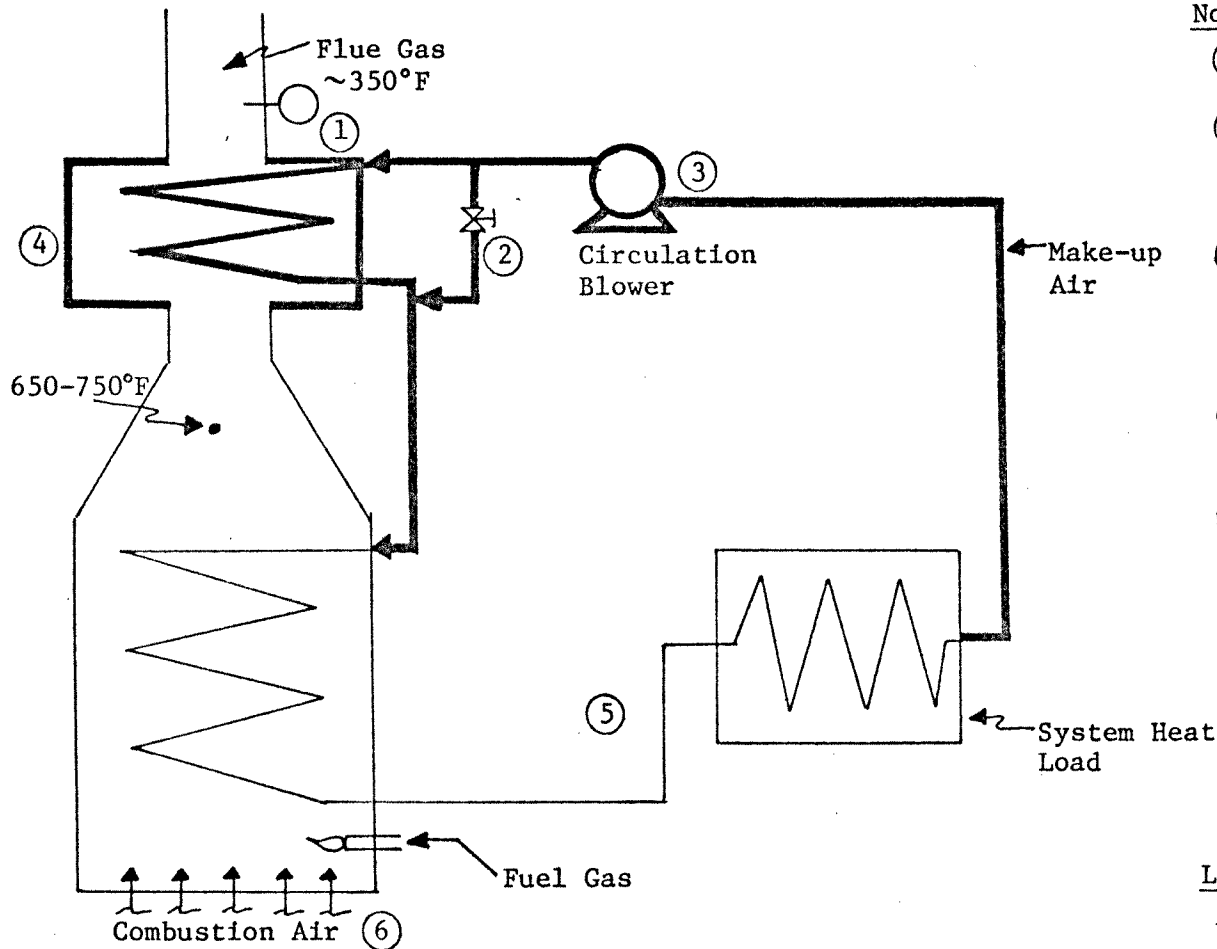 No
Flue Gas
~350°F
①
③
④
②
Circulation
Blower
Make-up
Air
650-750°F
⑤
System Heat
Load
Fuel Gas
Combustion Air ⑥
L